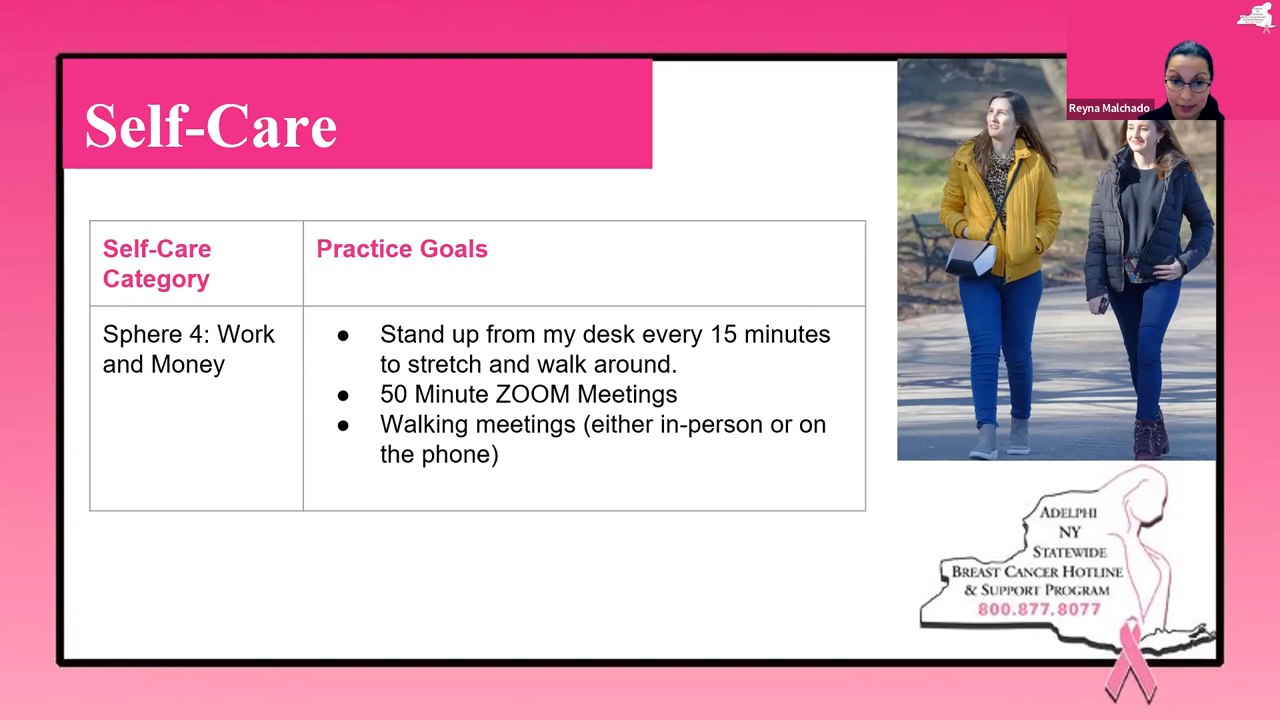 Self-Care
Reyna Malchado
Self-Care
Category
Practice Goals
Sphere 4: Work
and Money
● Stand up from my desk every 15 minutes
to stretch and walk around.
● 50 Minute ZOOM Meetings
● Walking meetings (either in-person or on
the phone)
ADELPHI
NY
STATEWIDE
BREAST CANCER HOTLINE
& SUPPORT PROGRAM
800.877.8077